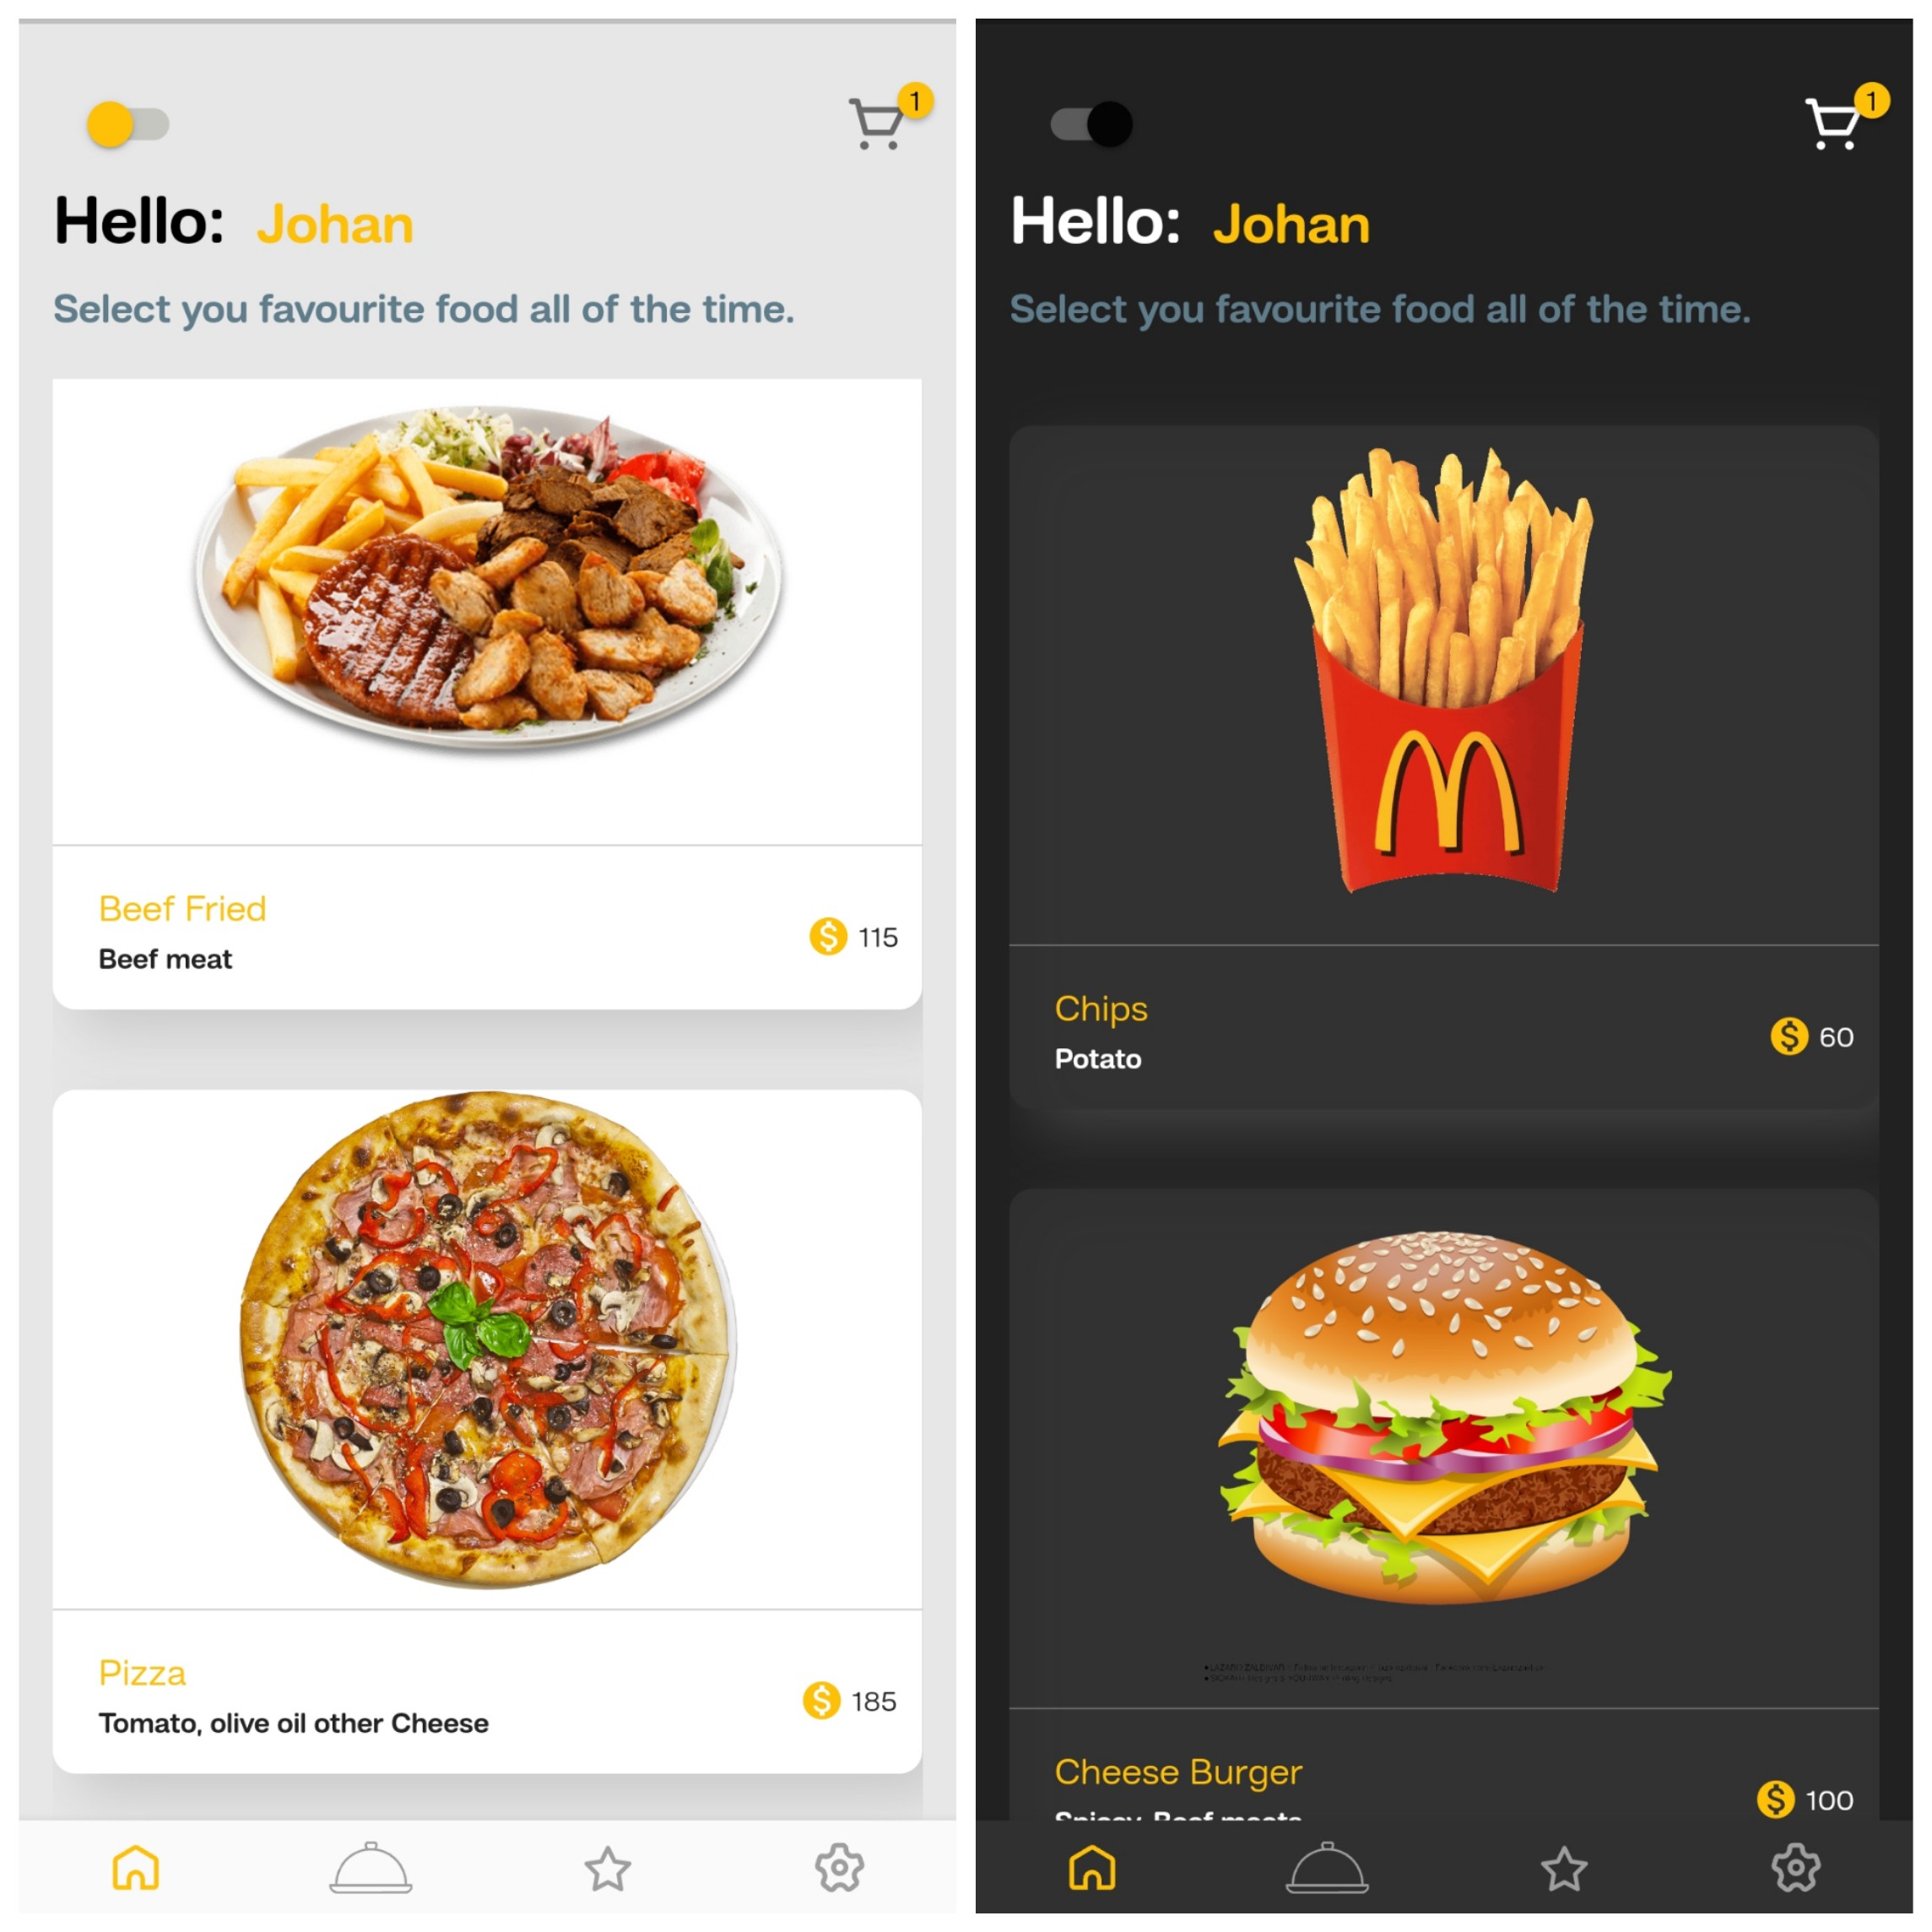 1
Hello: Johan
Select you favourite food all of the time.
Beef Fried
Beef meat
$ 115
Pizza
Tomato, olive oil other Cheese
$ 185
1
Hello: Johan
Select you favourite food all of the time.
M
Chips
Potato
$ 60
Cheese Burger
$ 100